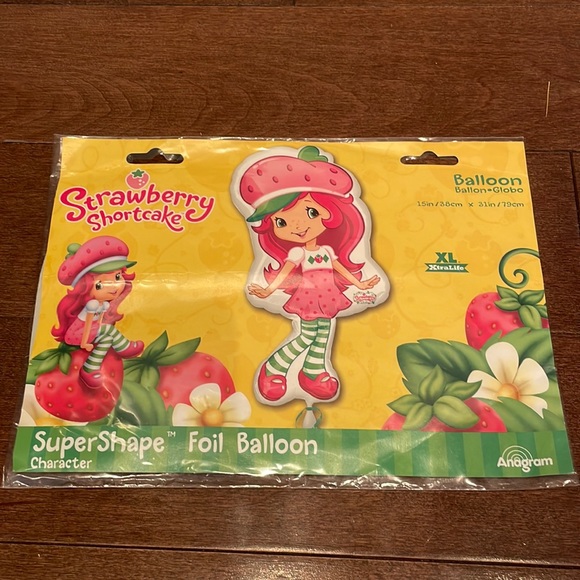 Strawberry
Shortcake
Balloon
Ballon•Globo
15in/38cm x 31in/79cm
XL
XtraLife
SuperShape™ Foil Balloon
Character
Anagram